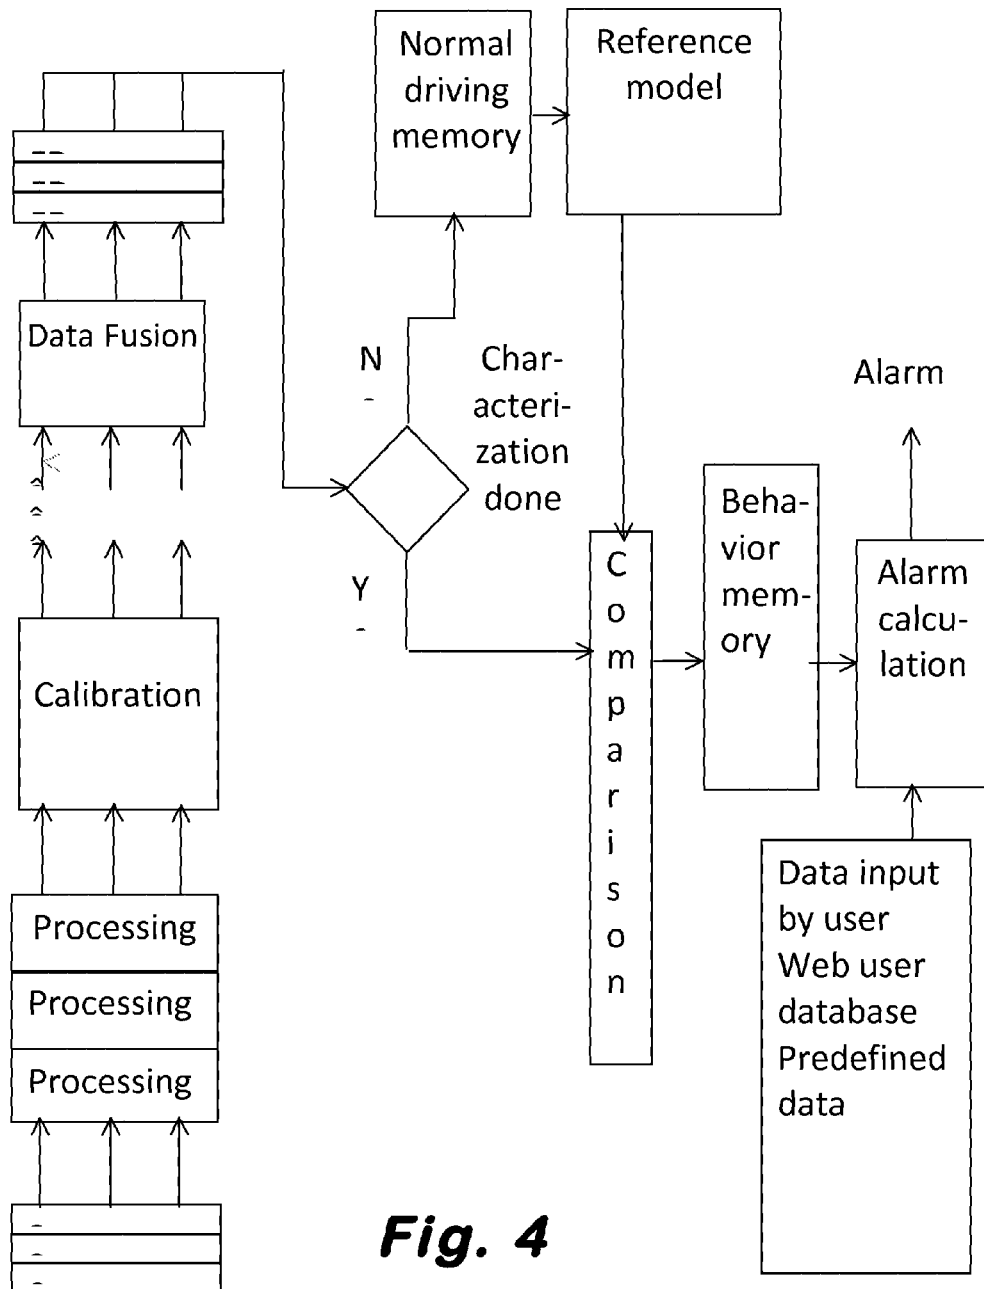 Normal
driving
memory
Reference
model
Data Fusion
N
Char-
acteri-
zation
done
Y
Alarm
C
o
m
p
a
r
i
s
o
n
Beha-
vior
mem-
ory
Alarm
calcu-
lation
Calibration
Processing
Processing
Processing
Data input
by user
Web user
database
Predefined
data
Fig. 4